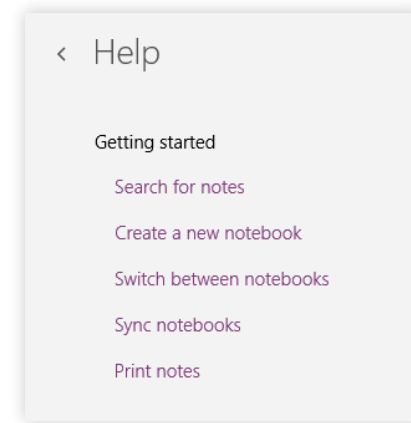 Help
Getting started
Search for notes
Create a new notebook
Switch between notebooks
Sync notebooks
Print notes